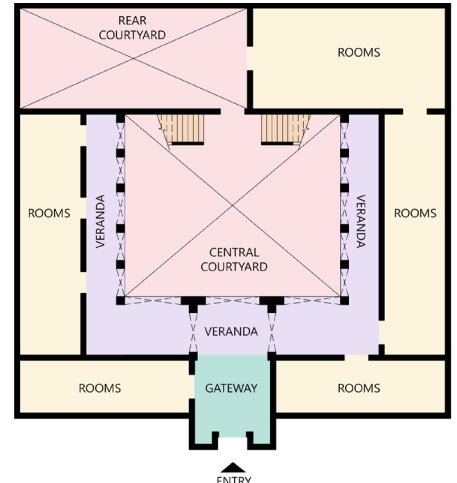 REAR
COURTYARD
ROOMS
ROOMS
VERANDA
VERANDA
ROOMS
CENTRAL
COURTYARD
VERANDA
ROOMS
GATEWAY
ROOMS
ENTRY